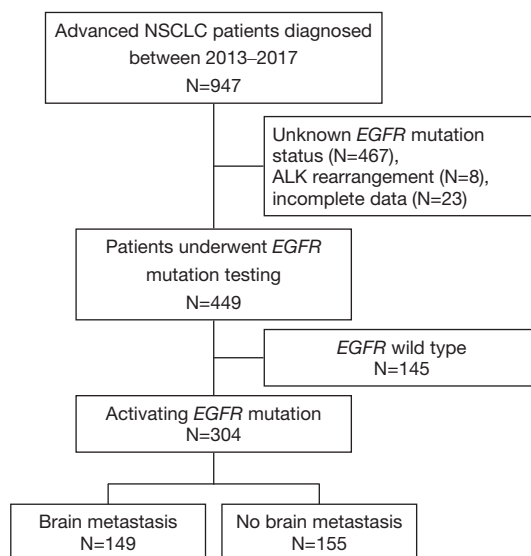 Advanced NSCLC patients diagnosed
between 2013–2017
N=947
Unknown EGFR mutation
status (N=467),
ALK rearrangement (N=8),
incomplete data (N=23)
Patients underwent EGFR
mutation testing
N=449
EGFR wild type
N=145
Activating EGFR mutation
N=304
Brain metastasis
N=149
No brain metastasis
N=155